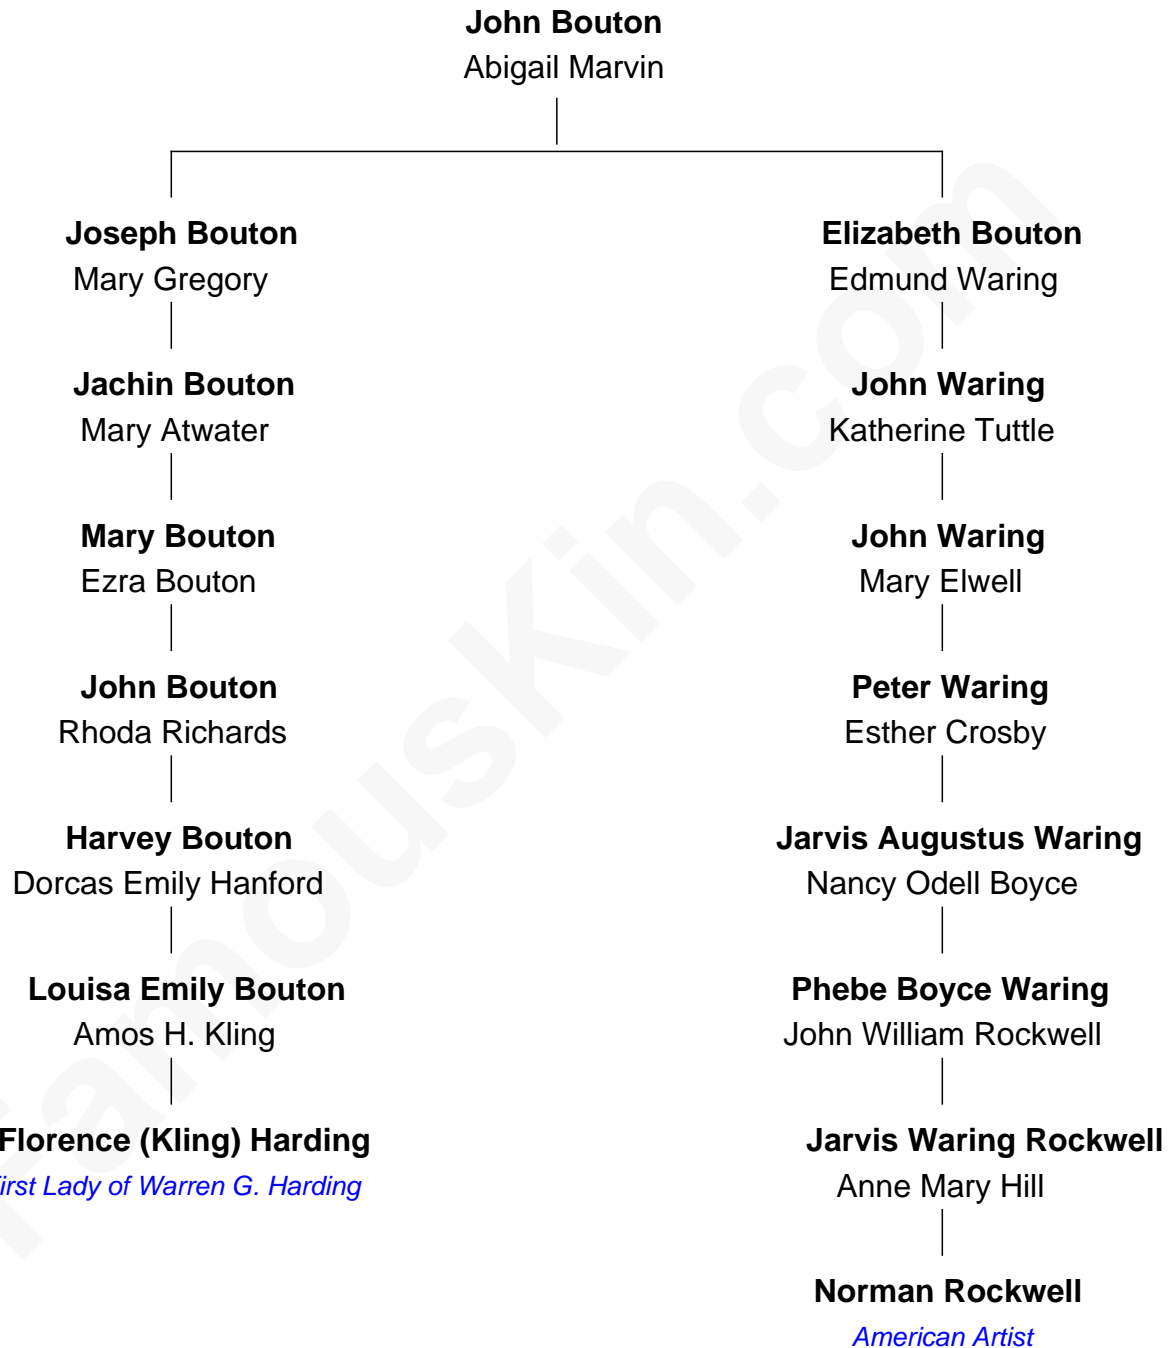 John Bouton
Abigail Marvin
Joseph Bouton
Mary Gregory
Elizabeth Bouton
Edmund Waring
Jachin Bouton
Mary Atwater
John Waring
Katherine Tuttle
Mary Bouton
Ezra Bouton
John Waring
Mary Elwell
John Bouton
Rhoda Richards
Peter Waring
Esther Crosby
Harvey Bouton
Dorcas Emily Hanford
Jarvis Augustus Waring
Nancy Odell Boyce
Louisa Emily Bouton
Amos H. Kling
Phebe Boyce Waring
John William Rockwell
Florence (Kling) Harding
First Lady of Warren G. Harding
Jarvis Waring Rockwell
Anne Mary Hill
Norman Rockwell
American Artist
FamousKin.com